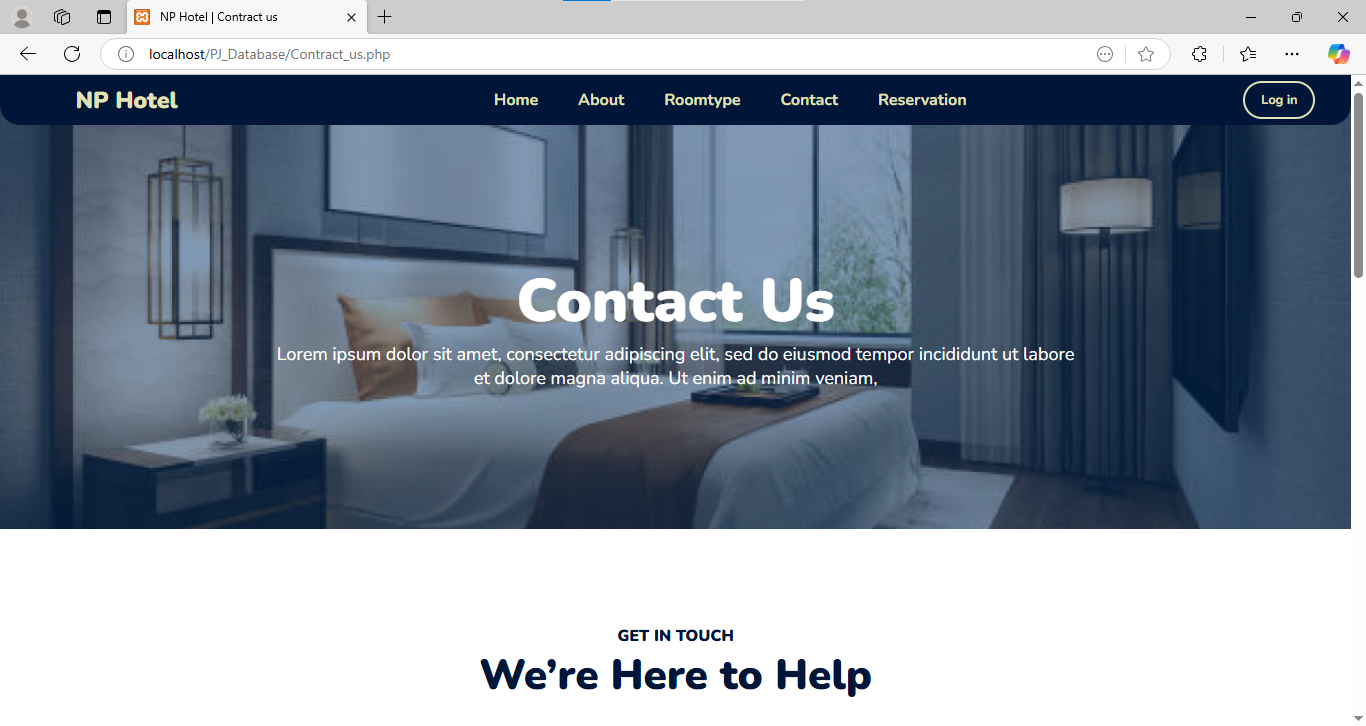 NP Hotel | Contract us
localhost/PJ_Database/Contract_us.php
NP Hotel
Home
About
Roomtype
Contact
Reservation
Log in
Contact Us
Lorem ipsum dolor sit amet, consectetur adipiscing elit, sed do eiusmod tempor incididunt ut labore
et dolore magna aliqua. Ut enim ad minim veniam,
GET IN TOUCH
We’re Here to Help